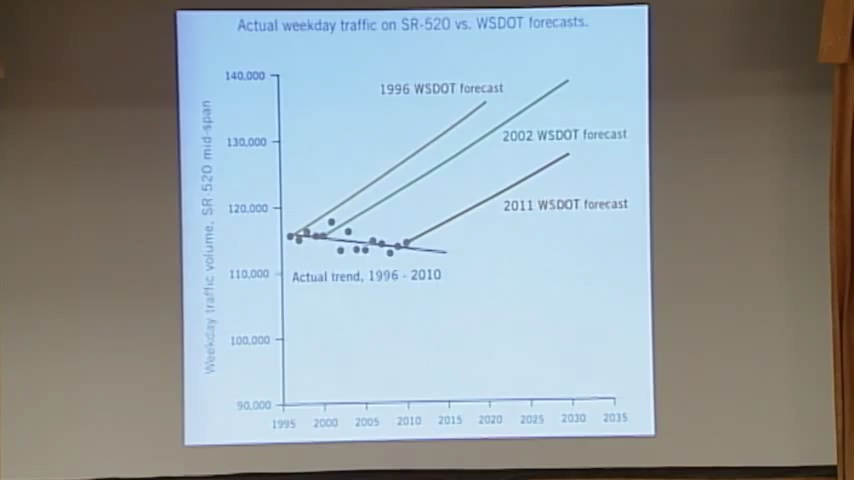 Actual weekday traffic on SR-520 vs. WSDOT forecasts.
Weekday traffic volume, SR-520 mid-span
140,000
130,000
120,000
110,000
100,000
90,000
1996 WSDOT forecast
2002 WSDOT forecast
2011 WSDOT forecast
Actual trend, 1996 - 2010
1995 2000 2005 2010 2015 2020 2025 2030 2035